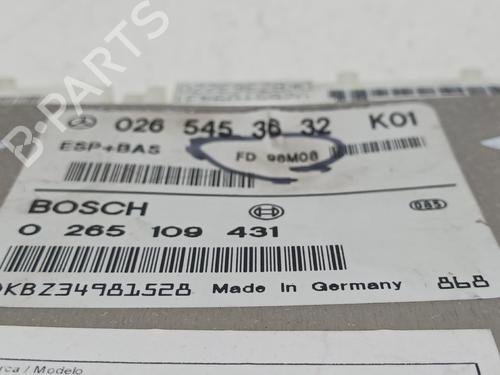 026 545 36 32 K01
ESP+BAS
FD 98M08
BOSCH
085
0 265 109 431
KBZ34981528 Made In Germany 868
rca / Modelo
B-PARTS